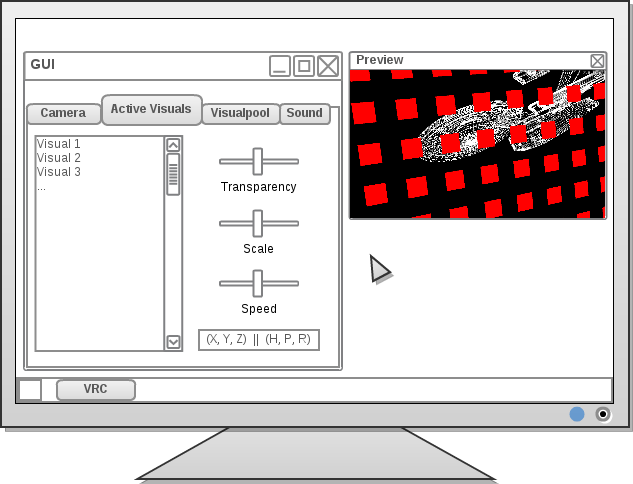 GUI
Preview
Camera
Active Visuals
Visualpool
Sound
Visual 1
Visual 2
Visual 3
...
Transparency
Scale
Speed
(X, Y, Z) || (H, P, R)
VRC